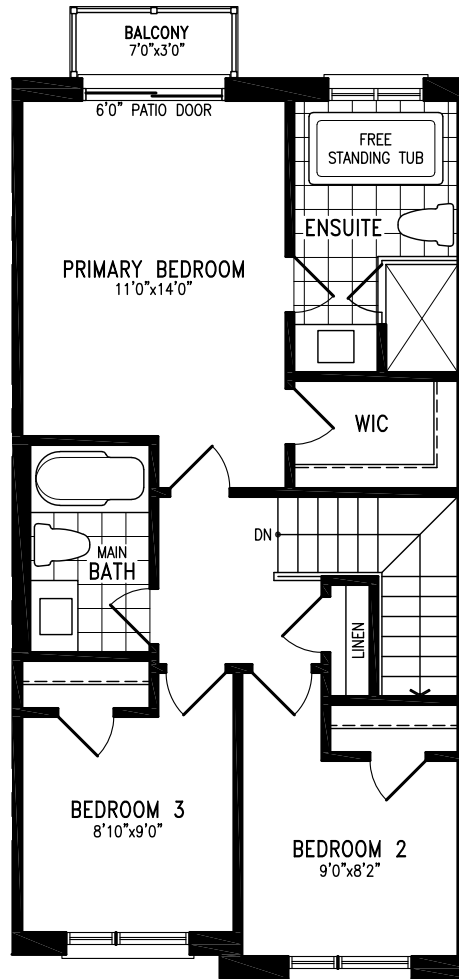 BALCONY
7'0"x3'0"
6'0" PATIO DOOR
FREE
STANDING TUB
ENSUITE
PRIMARY BEDROOM
11'0"x14'0"
WIC
DN
MAIN
BATH
LINEN
BEDROOM 3
8'10"x9'0"
BEDROOM 2
9'0"x8'2"